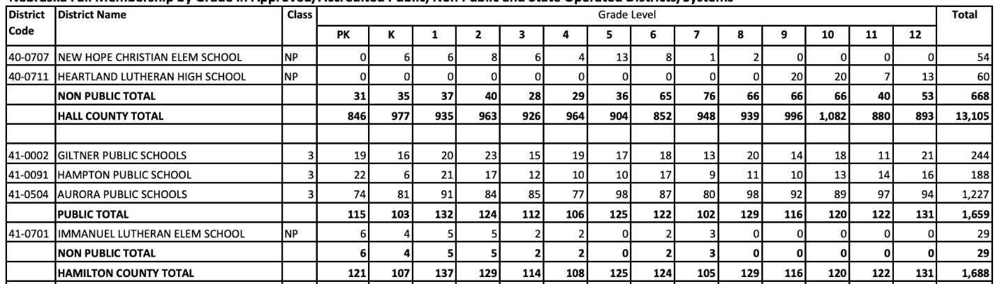 Nebraska Fall Membership by Grade in Approved/Accredited Public, Non-Public and State Operated Districts/Systems
District Code District Name Class Grade Level Total
PK K 1 2 3 4 5 6 7 8 9 10 11 12
40-0707 NEW HOPE CHRISTIAN ELEM SCHOOL NP 0 6 6 8 6 4 13 8 1 2 0 0 0 0 54
40-0711 HEARTLAND LUTHERAN HIGH SCHOOL NP 0 0 0 0 0 0 0 0 0 0 20 20 7 13 60
NON PUBLIC TOTAL 31 35 37 40 28 29 36 65 76 66 66 66 40 53 668
HALL COUNTY TOTAL 846 977 935 963 926 964 904 852 948 939 996 1,082 880 893 13,105
41-0002 GILTNER PUBLIC SCHOOLS 3 19 16 20 23 15 19 17 18 13 20 14 18 11 21 244
41-0091 HAMPTON PUBLIC SCHOOL 3 22 6 21 17 12 10 10 17 9 11 10 13 14 16 188
41-0504 AURORA PUBLIC SCHOOLS 3 74 81 91 84 85 77 98 87 80 98 92 89 97 94 1,227
PUBLIC TOTAL 115 103 132 124 112 106 125 122 102 129 116 120 122 131 1,659
41-0701 IMMANUEL LUTHERAN ELEM SCHOOL NP 6 4 5 5 2 2 0 2 3 0 0 0 0 0 29
NON PUBLIC TOTAL 6 4 5 5 2 2 0 2 3 0 0 0 0 0 29
HAMILTON COUNTY TOTAL 121 107 137 129 114 108 125 124 105 129 116 120 122 131 1,688